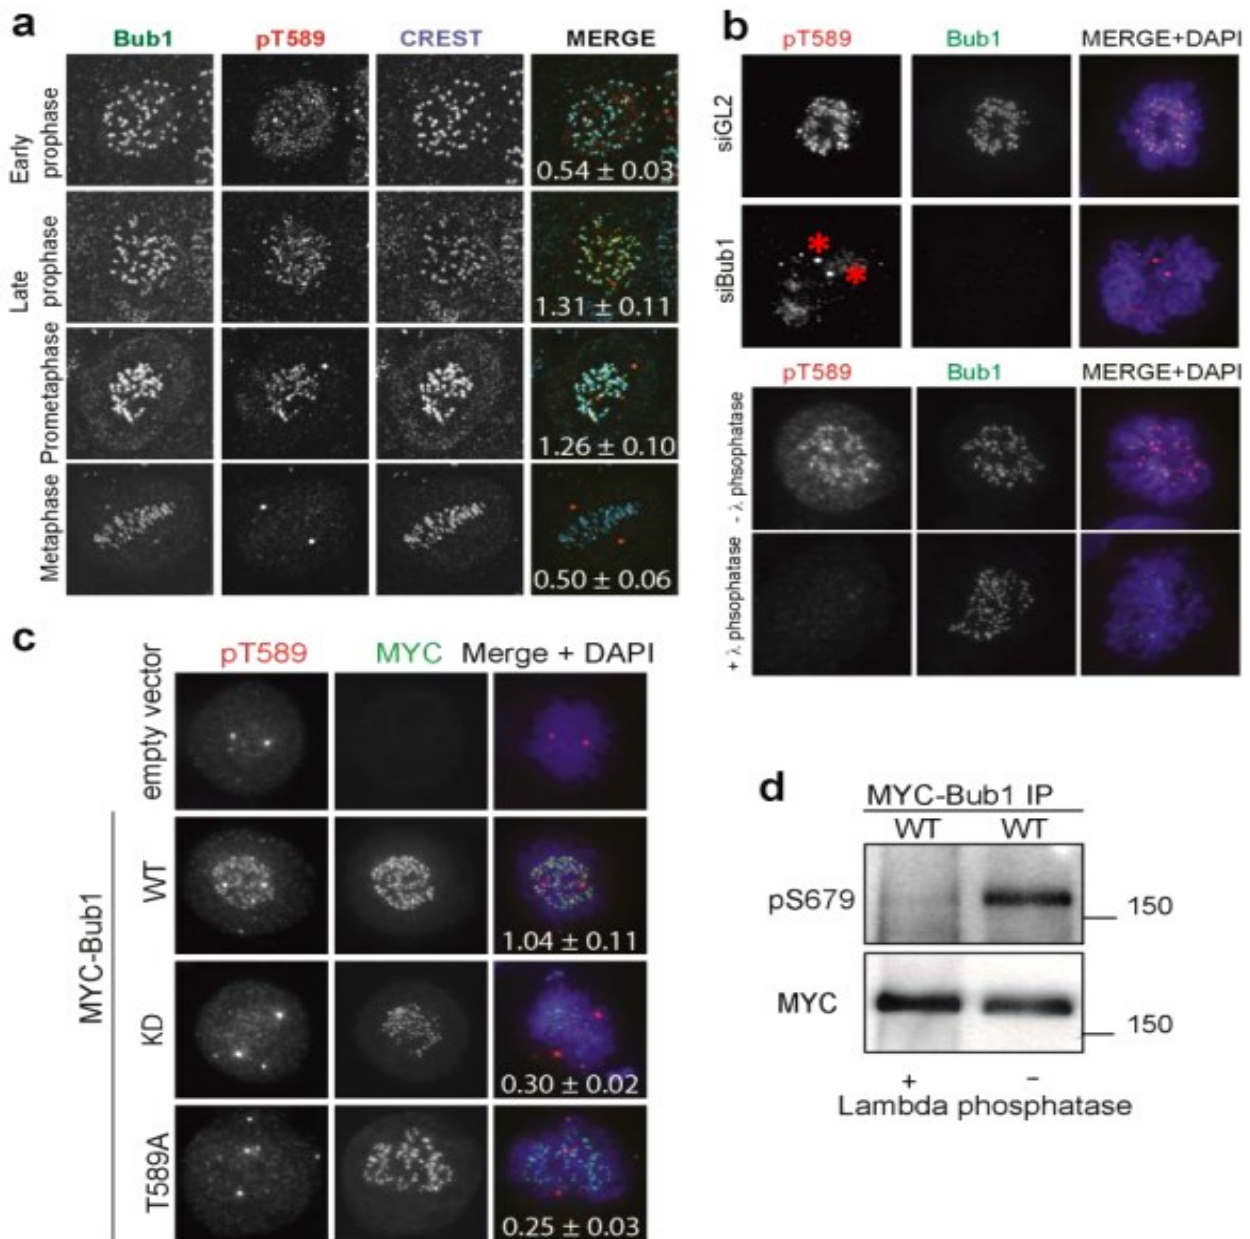 a
Bub1 pT589 CREST MERGE
Early prophase
0.54 ± 0.03
Late prophase
1.31 ± 0.11
Prometaphase
1.26 ± 0.10
Metaphase
0.50 ± 0.06
b
pT589 Bub1 MERGE+DAPI
siGL2
siBub1
* *
pT589 Bub1 MERGE+DAPI
- λ phsophatase
+ λ phsophatase
c
pT589 MYC Merge + DAPI
empty vector
MYC-Bub1
WT
1.04 ± 0.11
KD
0.30 ± 0.02
T589A
0.25 ± 0.03
d
MYC-Bub1 IP
WT WT
pS679 150
MYC 150
+ −
Lambda phosphatase